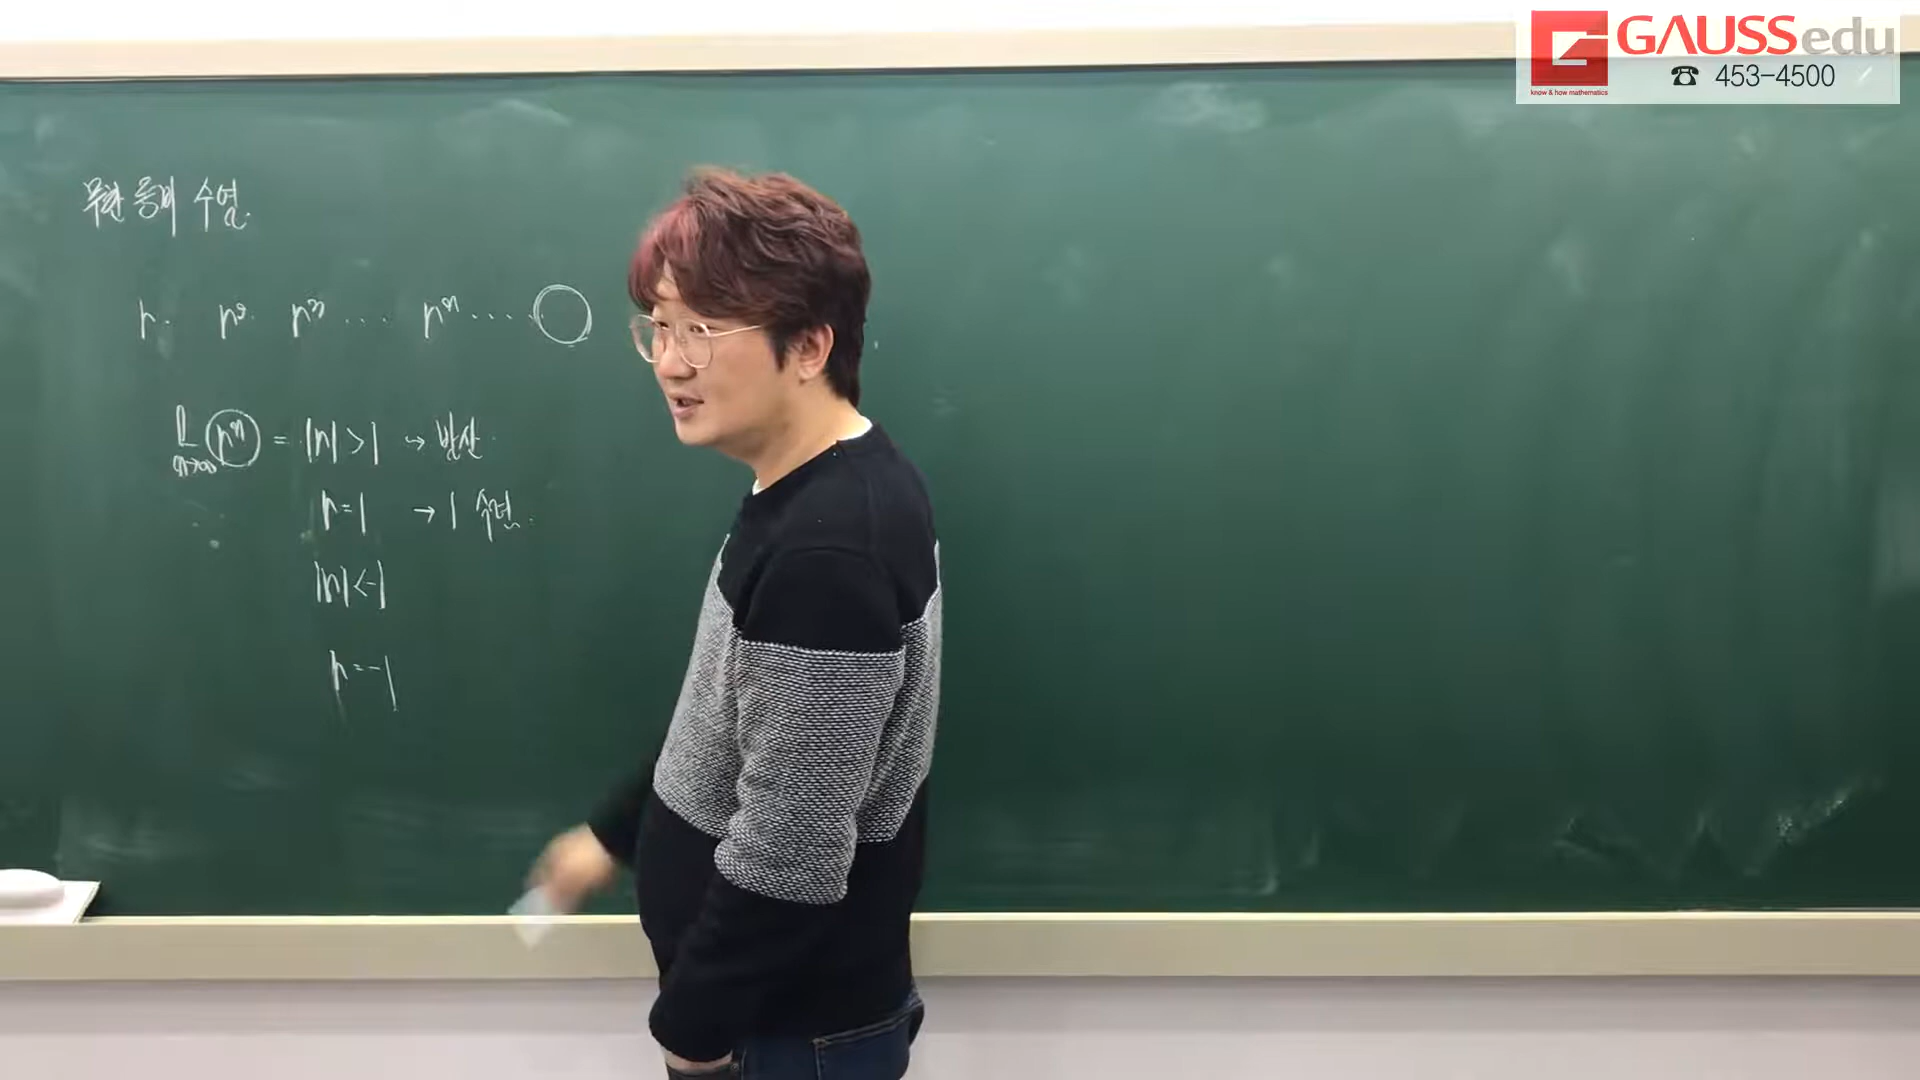 GAUSSedu
know & how mathematics
☎ 453-4500
무한 등비 수열.
r. r² r³ ... rⁿ ....
l n→∞ rⁿ = |r| > 1 → 발산.
r = 1 → 1 수렴.
|r| < 1
r = -1